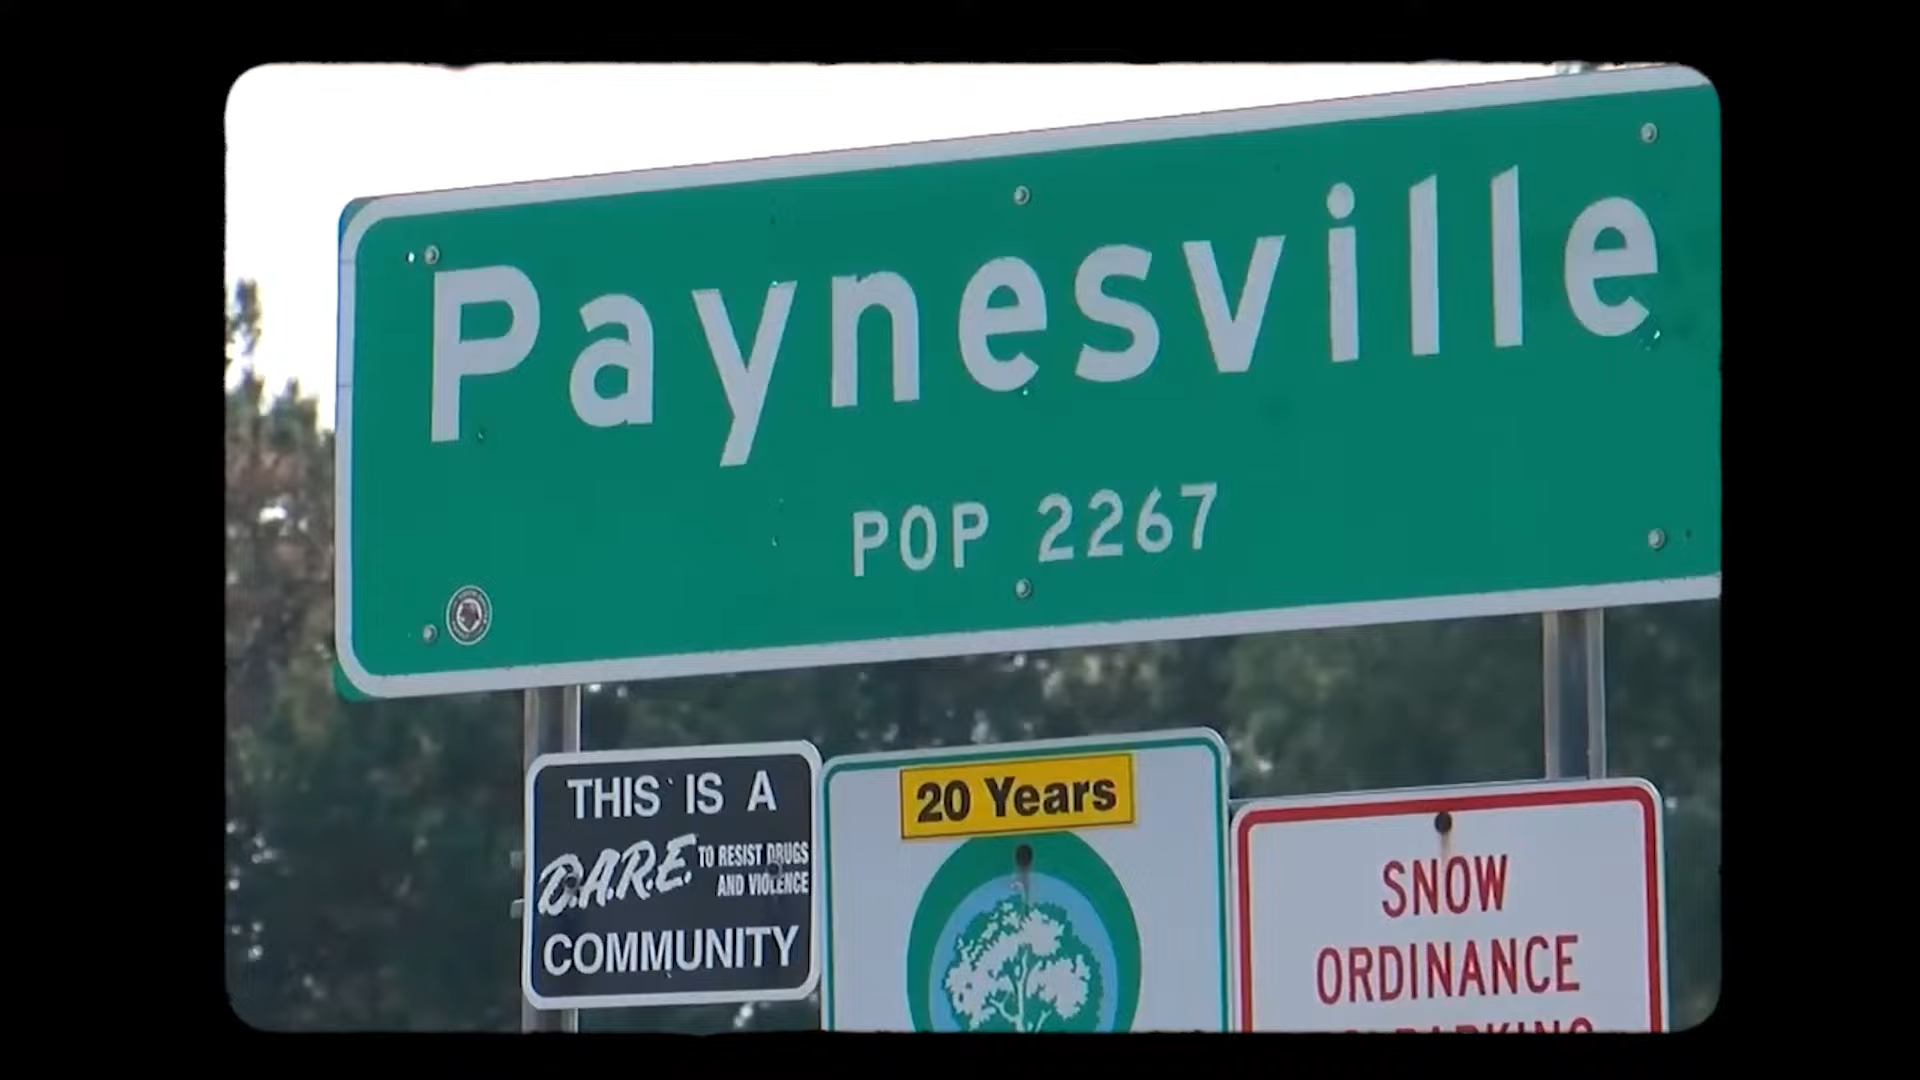 Paynesville
POP 2267
THIS IS A
D.A.R.E. TO RESIST DRUGS
AND VIOLENCE
COMMUNITY
20 Years
SNOW
ORDINANCE